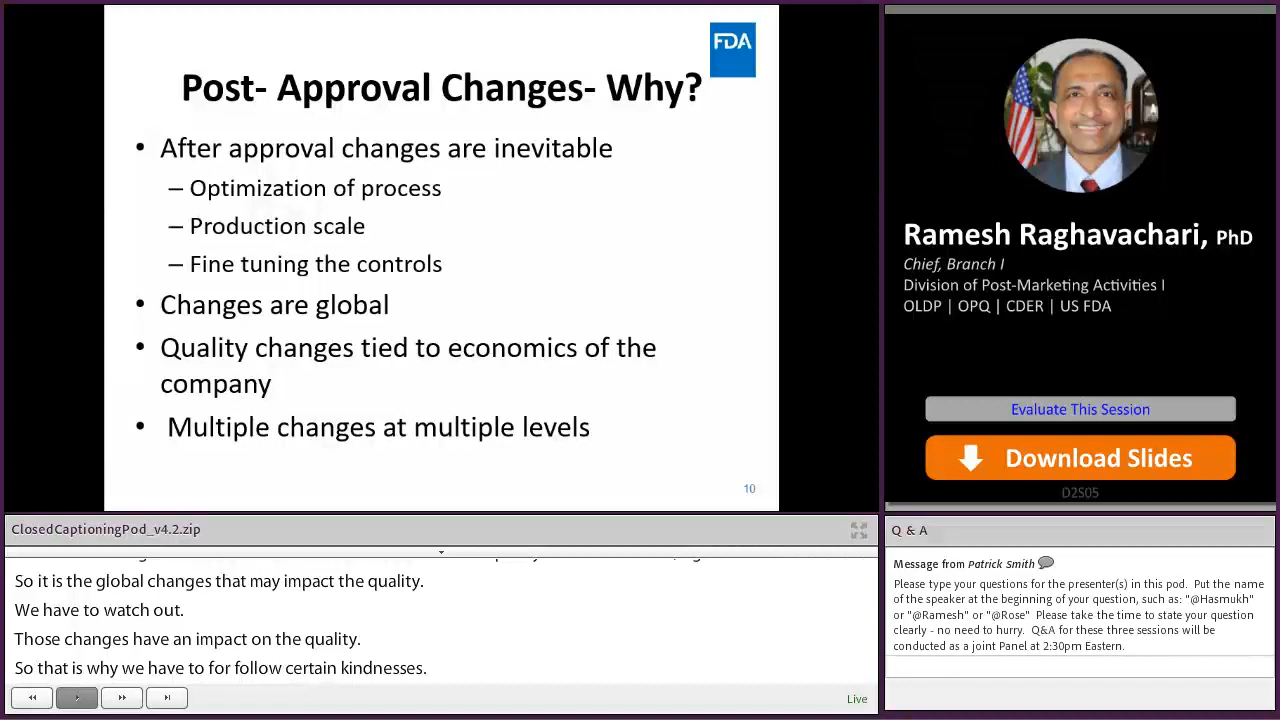 FDA
Post- Approval Changes- Why?
• After approval changes are inevitable
– Optimization of process
– Production scale
– Fine tuning the controls
• Changes are global
• Quality changes tied to economics of the
company
• Multiple changes at multiple levels
10
Ramesh Raghavachari, PhD
Chief, Branch I
Division of Post-Marketing Activities I
OLDP | OPQ | CDER | US FDA
Evaluate This Session
Download Slides
D2S05
ClosedCaptioningPod_v4.2.zip
So it is the global changes that may impact the quality.
We have to watch out.
Those changes have an impact on the quality.
So that is why we have to for follow certain kindnesses.
Live
Q & A
Message from Patrick Smith
Please type your questions for the presenter(s) in this pod. Put the name
of the speaker at the beginning of your question, such as: "@Hasmukh"
or "@Ramesh" or "@Rose" Please take the time to state your question
clearly - no need to hurry. Q&A for these three sessions will be
conducted as a joint Panel at 2:30pm Eastern.